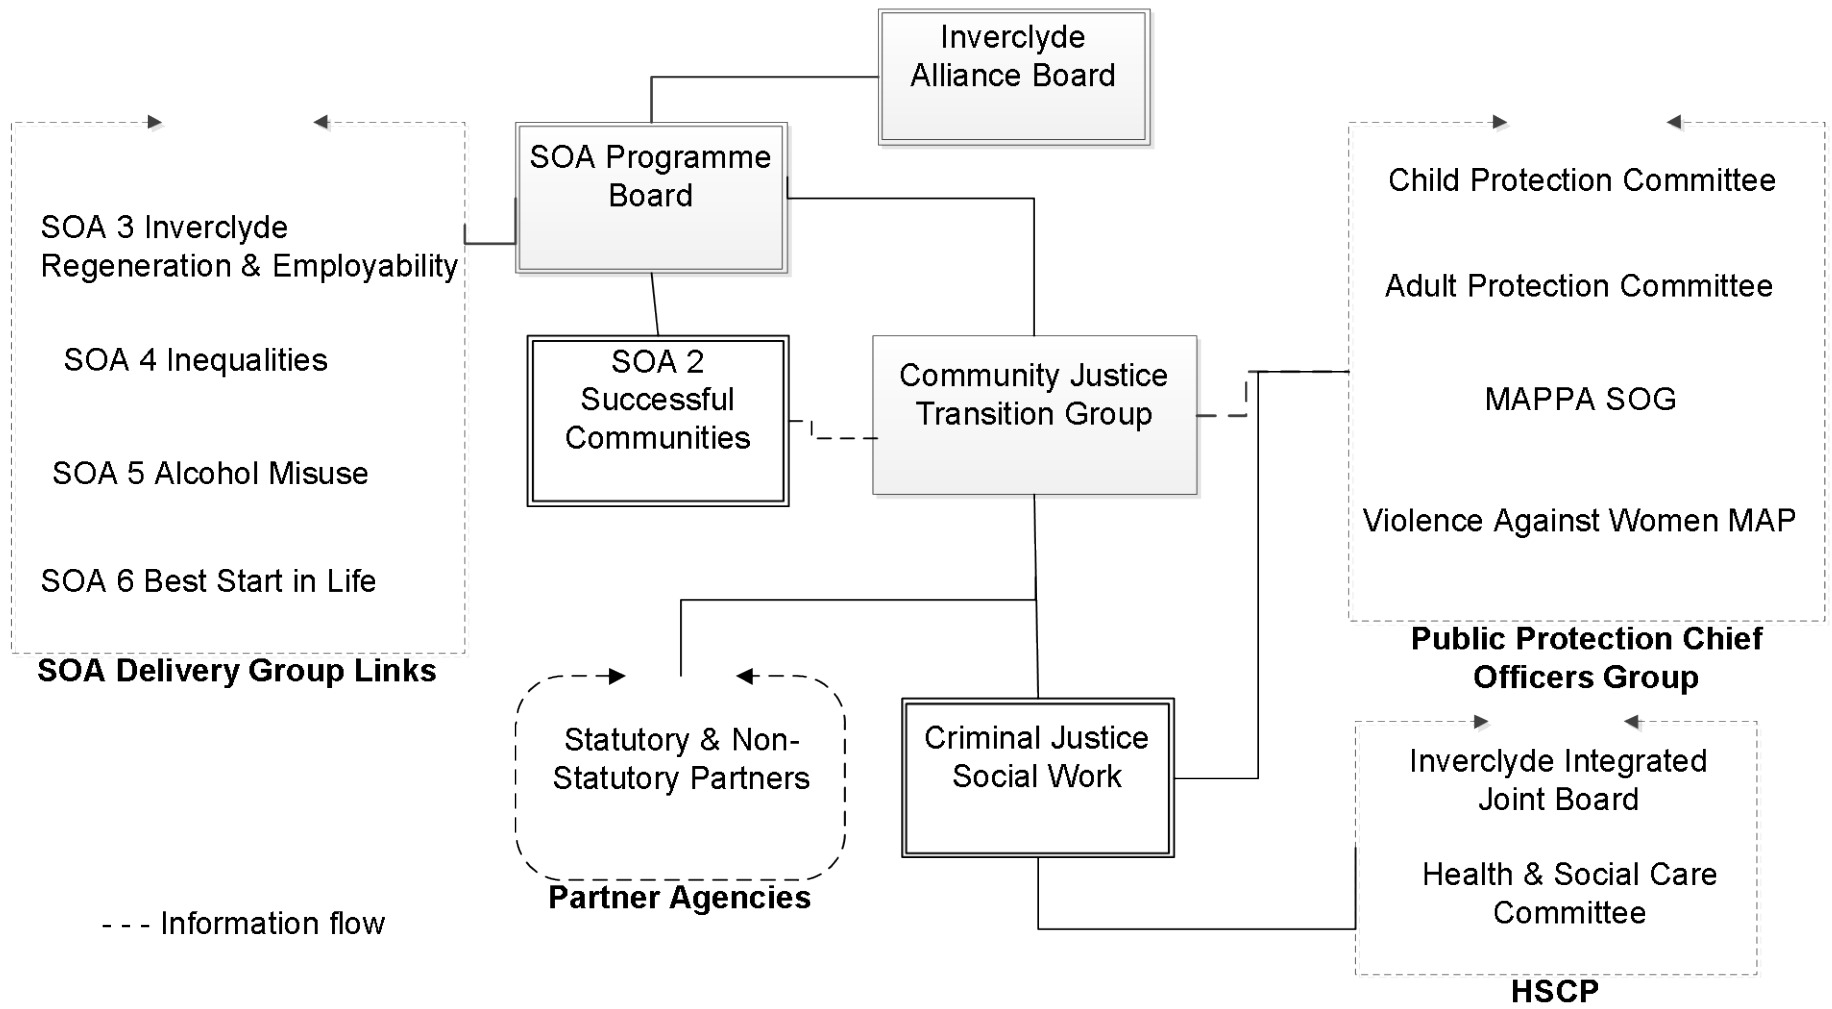 Inverclyde
Alliance Board
SOA Programme
Board
SOA 3 Inverclyde
Regeneration & Employability
SOA 4 Inequalities
SOA 5 Alcohol Misuse
SOA 6 Best Start in Life
SOA Delivery Group Links
SOA 2
Successful
Communities
Community Justice
Transition Group
Child Protection Committee
Adult Protection Committee
MAPPA SOG
Violence Against Women MAP
Public Protection Chief
Officers Group
Statutory & Non-
Statutory Partners
Partner Agencies
Criminal Justice
Social Work
Inverclyde Integrated
Joint Board
Health & Social Care
Committee
HSCP
- - - Information flow